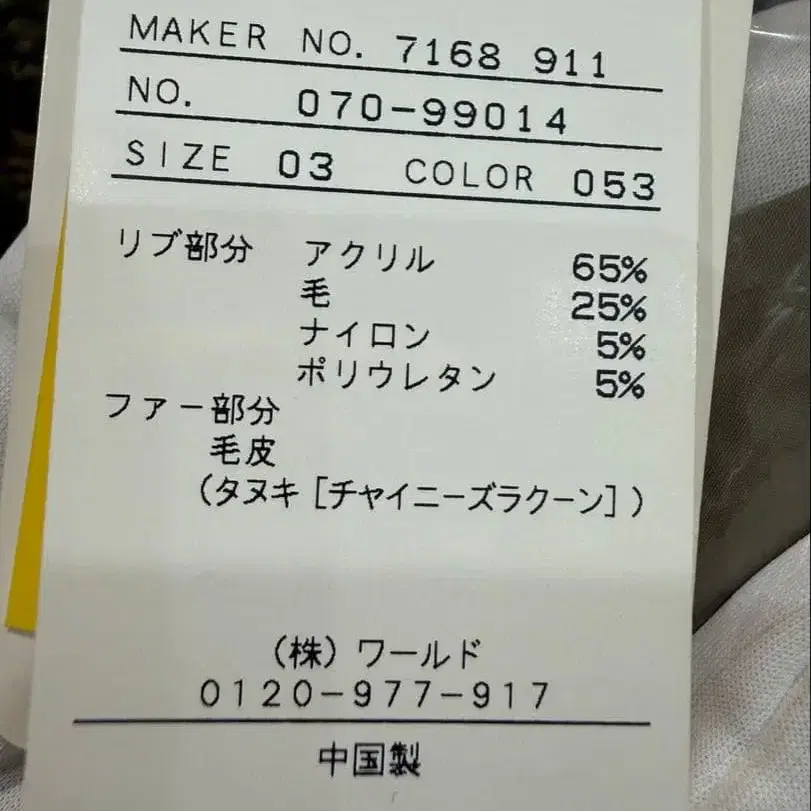 MAKER NO. 7168 911
NO. 070-99014
SIZE 03 COLOR 053
リブ部分 アクリル 65%
毛 25%
ナイロン 5%
ポリウレタン 5%
ファー部分
毛皮
(タヌキ[チャイニーズラクーン])
(株)ワールド
0120-977-917
中国製